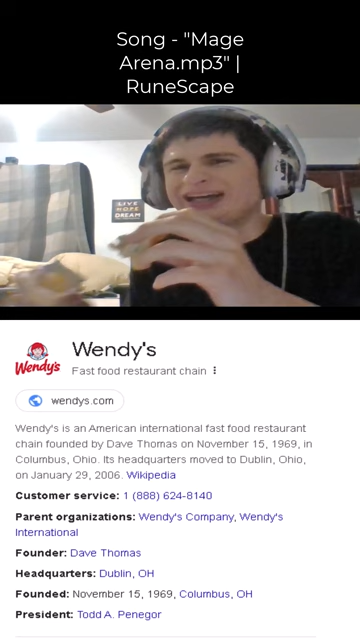 Song - "Mage
Arena.mp3" |
RuneScape
LIVE
HOPE
DREAM
Wendy's
Wendy's
Fast food restaurant chain
wendys.com
Wendy's is an American international fast food restaurant
chain founded by Dave Thomas on November 15, 1969, in
Columbus, Ohio. Its headquarters moved to Dublin, Ohio,
on January 29, 2006. Wikipedia
Customer service: 1 (888) 624-8140
Parent organizations: Wendy's Company, Wendy's
International
Founder: Dave Thomas
Headquarters: Dublin, OH
Founded: November 15, 1969, Columbus, OH
President: Todd A. Penegor